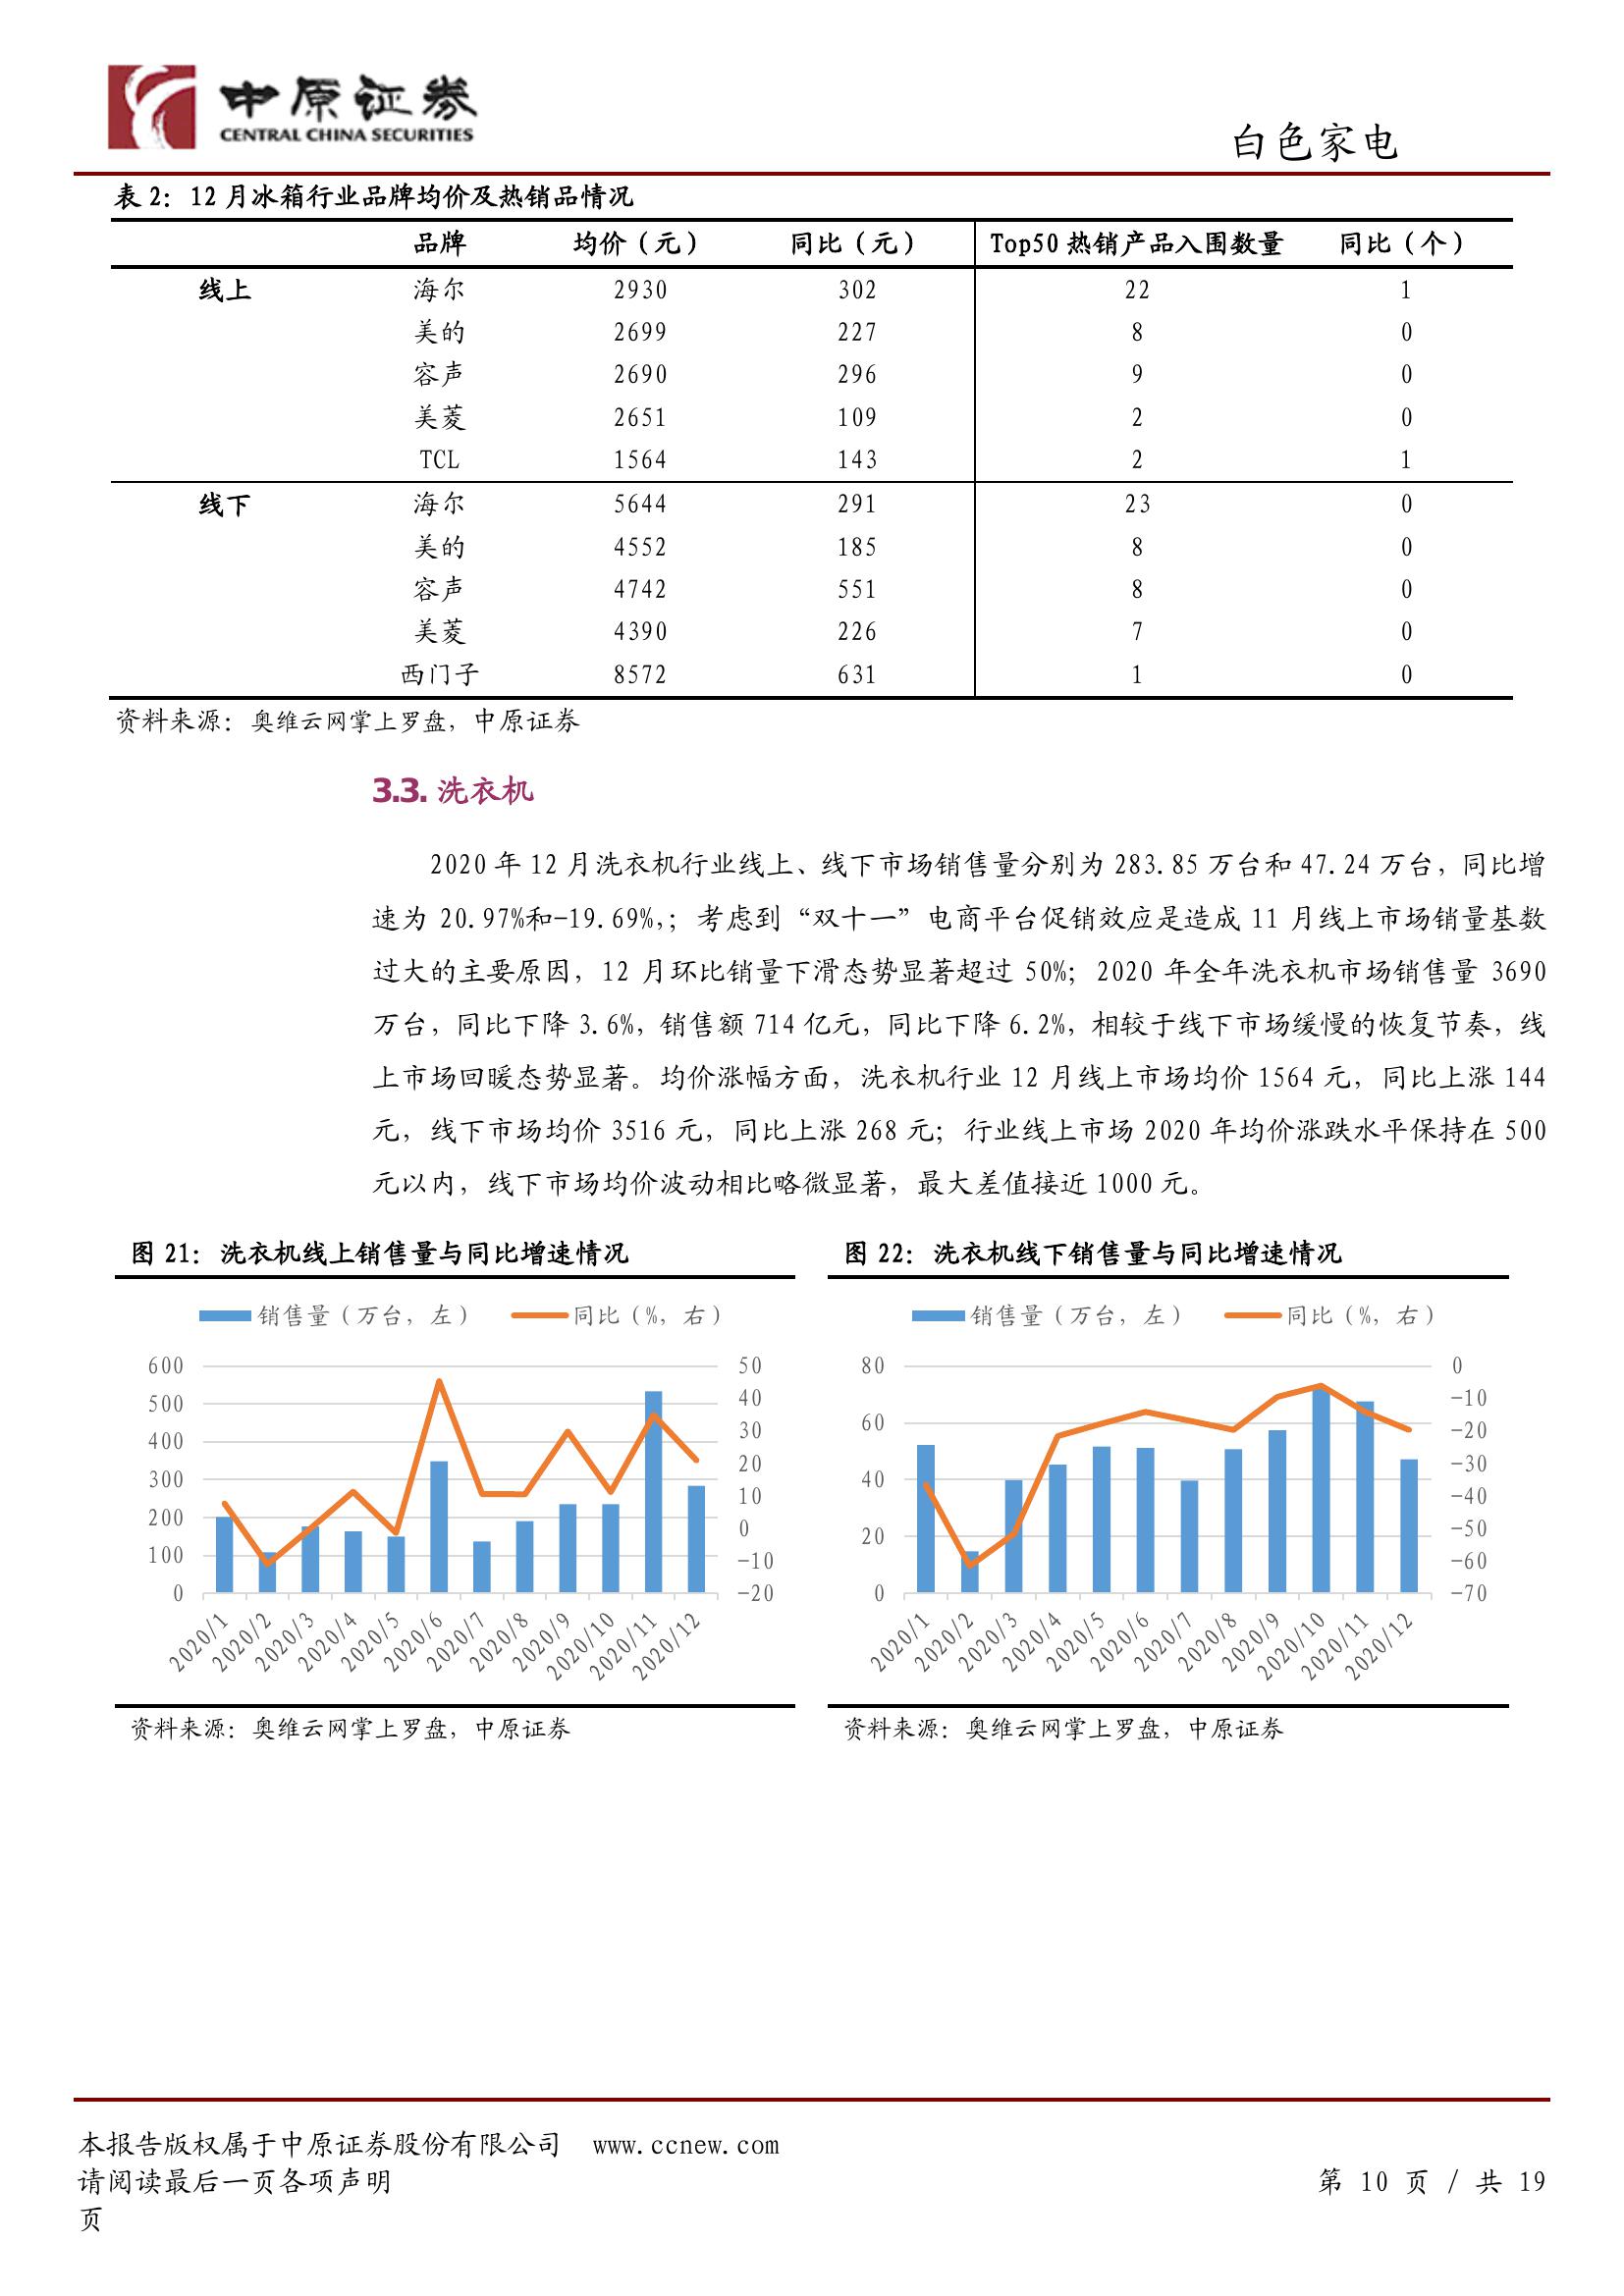 中原证券
CENTRAL CHINA SECURITIES
白色家电
表 2：12 月冰箱行业品牌均价及热销品情况
品牌 均价（元） 同比（元） Top50 热销产品入围数量 同比（个）
线上 海尔 2930 302 22 1
美的 2699 227 8 0
容声 2690 296 9 0
美菱 2651 109 2 0
TCL 1564 143 2 1
线下 海尔 5644 291 23 0
美的 4552 185 8 0
容声 4742 551 8 0
美菱 4390 226 7 0
西门子 8572 631 1 0
资料来源：奥维云网掌上罗盘，中原证券
3.3. 洗衣机
2020 年 12 月洗衣机行业线上、线下市场销售量分别为 283.85 万台和 47.24 万台，同比增
速为 20.97%和-19.69%,；考虑到“双十一”电商平台促销效应是造成 11 月线上市场销量基数
过大的主要原因，12 月环比销量下滑态势显著超过 50%；2020 年全年洗衣机市场销售量 3690
万台，同比下降 3.6%，销售额 714 亿元，同比下降 6.2%，相较于线下市场缓慢的恢复节奏，线
上市场回暖态势显著。均价涨幅方面，洗衣机行业 12 月线上市场均价 1564 元，同比上涨 144
元，线下市场均价 3516 元，同比上涨 268 元；行业线上市场 2020 年均价涨跌水平保持在 500
元以内，线下市场均价波动相比略微显著，最大差值接近 1000 元。
图 21：洗衣机线上销售量与同比增速情况
销售量（万台，左） 同比（%，右）
600 50
500 40
400 30
300 20
200 10
100 0
0 -10
-20
2020/1 2020/2 2020/3 2020/4 2020/5 2020/6 2020/7 2020/8 2020/9 2020/10 2020/11 2020/12
资料来源：奥维云网掌上罗盘，中原证券
图 22：洗衣机线下销售量与同比增速情况
销售量（万台，左） 同比（%，右）
80 0
60 -10
40 -20
20 -30
0 -40
-50
-60
-70
2020/1 2020/2 2020/3 2020/4 2020/5 2020/6 2020/7 2020/8 2020/9 2020/10 2020/11 2020/12
资料来源：奥维云网掌上罗盘，中原证券
本报告版权属于中原证券股份有限公司 www.ccnew.com
请阅读最后一页各项声明 第 10 页 / 共 19
页